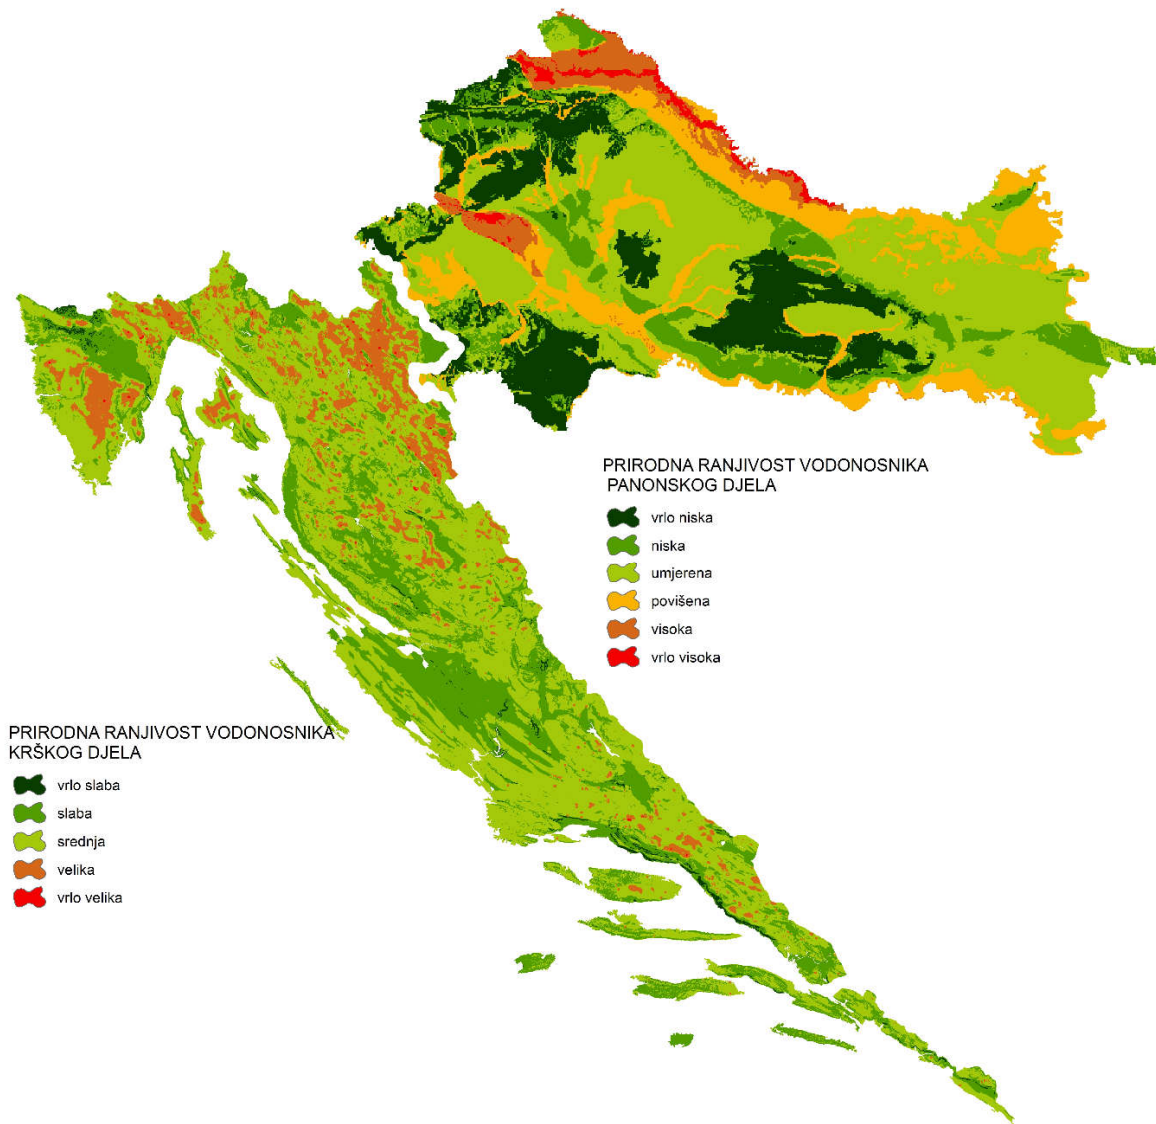 PRIRODNA RANJIVOST VODONOSNIKA
PANONSKOG DJELA
vrlo niska
niska
umjerena
povišena
visoka
vrlo visoka
PRIRODNA RANJIVOST VODONOSNIKA
KRŠKOG DJELA
vrlo slaba
slaba
srednja
velika
vrlo velika